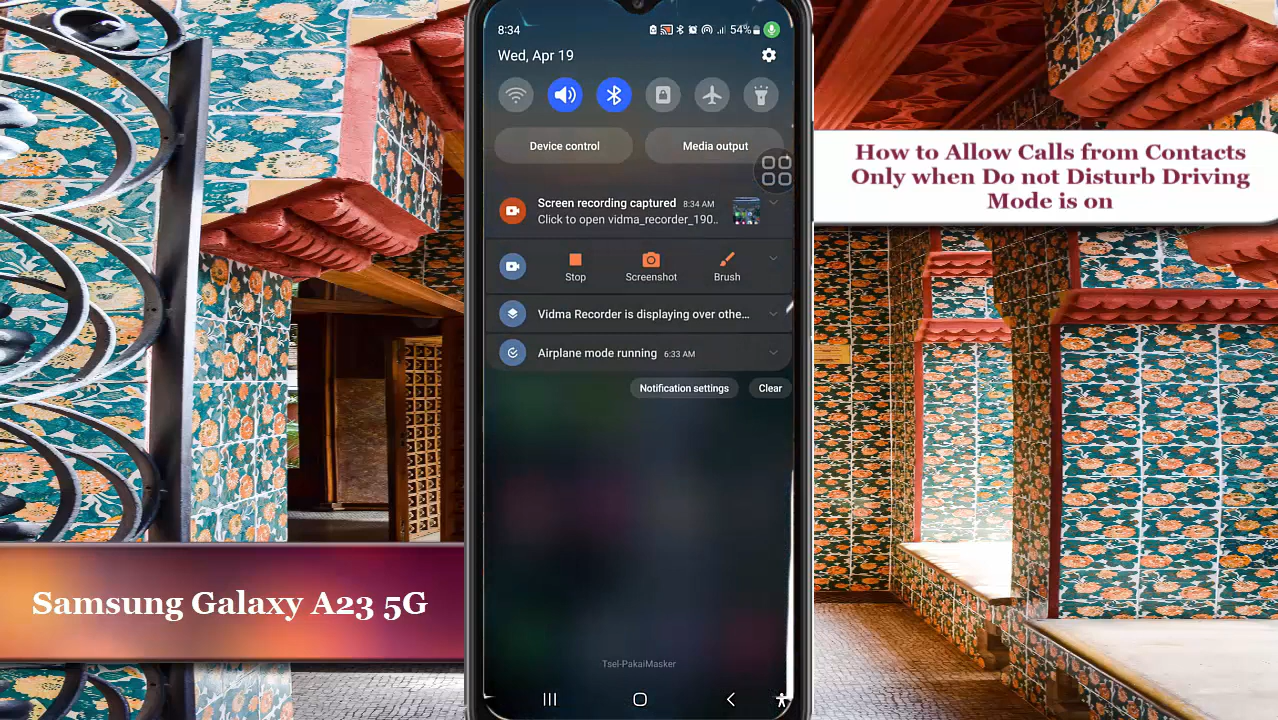 8:34
54%
Wed, Apr 19
Device control
Media output
Screen recording captured 8:34 AM
Click to open vidma_recorder_190..
Stop
Screenshot
Brush
Vidma Recorder is displaying over othe...
Airplane mode running 6:33 AM
Notification settings
Clear
Tsel-PakaiMasker
How to Allow Calls from Contacts
Only when Do not Disturb Driving
Mode is on
Samsung Galaxy A23 5G